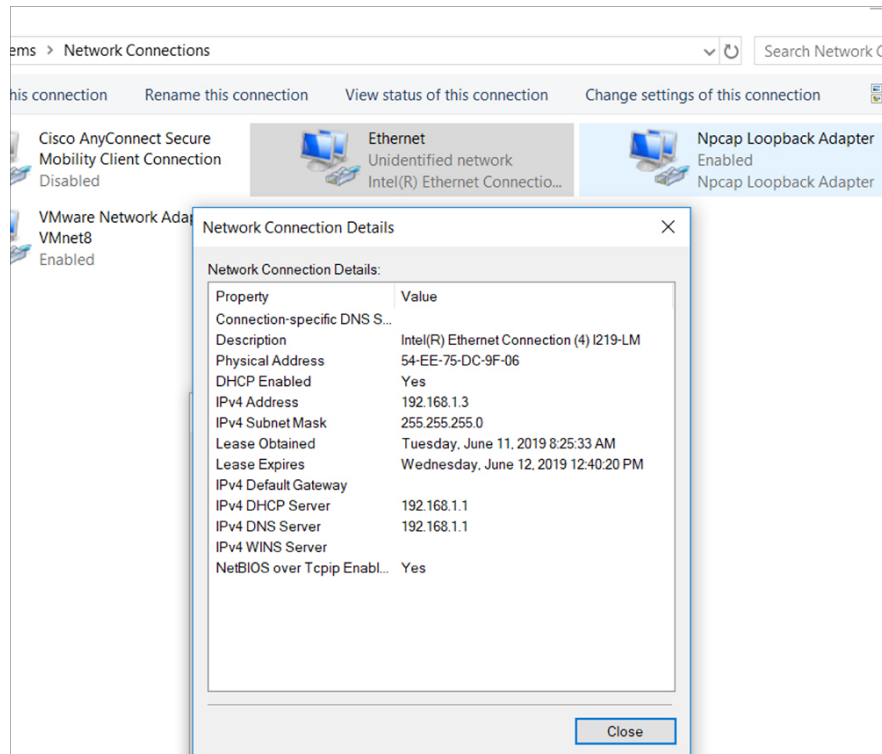 ems > Network Connections
Search Network C
his connection Rename this connection View status of this connection Change settings of this connection
Cisco AnyConnect Secure
Mobility Client Connection
Disabled
Ethernet
Unidentified network
Intel(R) Ethernet Connectio...
Npcap Loopback Adapter
Enabled
Npcap Loopback Adapter
VMware Network Adap
VMnet8
Enabled
Network Connection Details
Network Connection Details:
Property Value
Connection-specific DNS S...
Description Intel(R) Ethernet Connection (4) I219-LM
Physical Address 54-EE-75-DC-9F-06
DHCP Enabled Yes
IPv4 Address 192.168.1.3
IPv4 Subnet Mask 255.255.255.0
Lease Obtained Tuesday, June 11, 2019 8:25:33 AM
Lease Expires Wednesday, June 12, 2019 12:40:20 PM
IPv4 Default Gateway
IPv4 DHCP Server 192.168.1.1
IPv4 DNS Server 192.168.1.1
IPv4 WINS Server
NetBIOS over Tcpip Enabl... Yes
Close